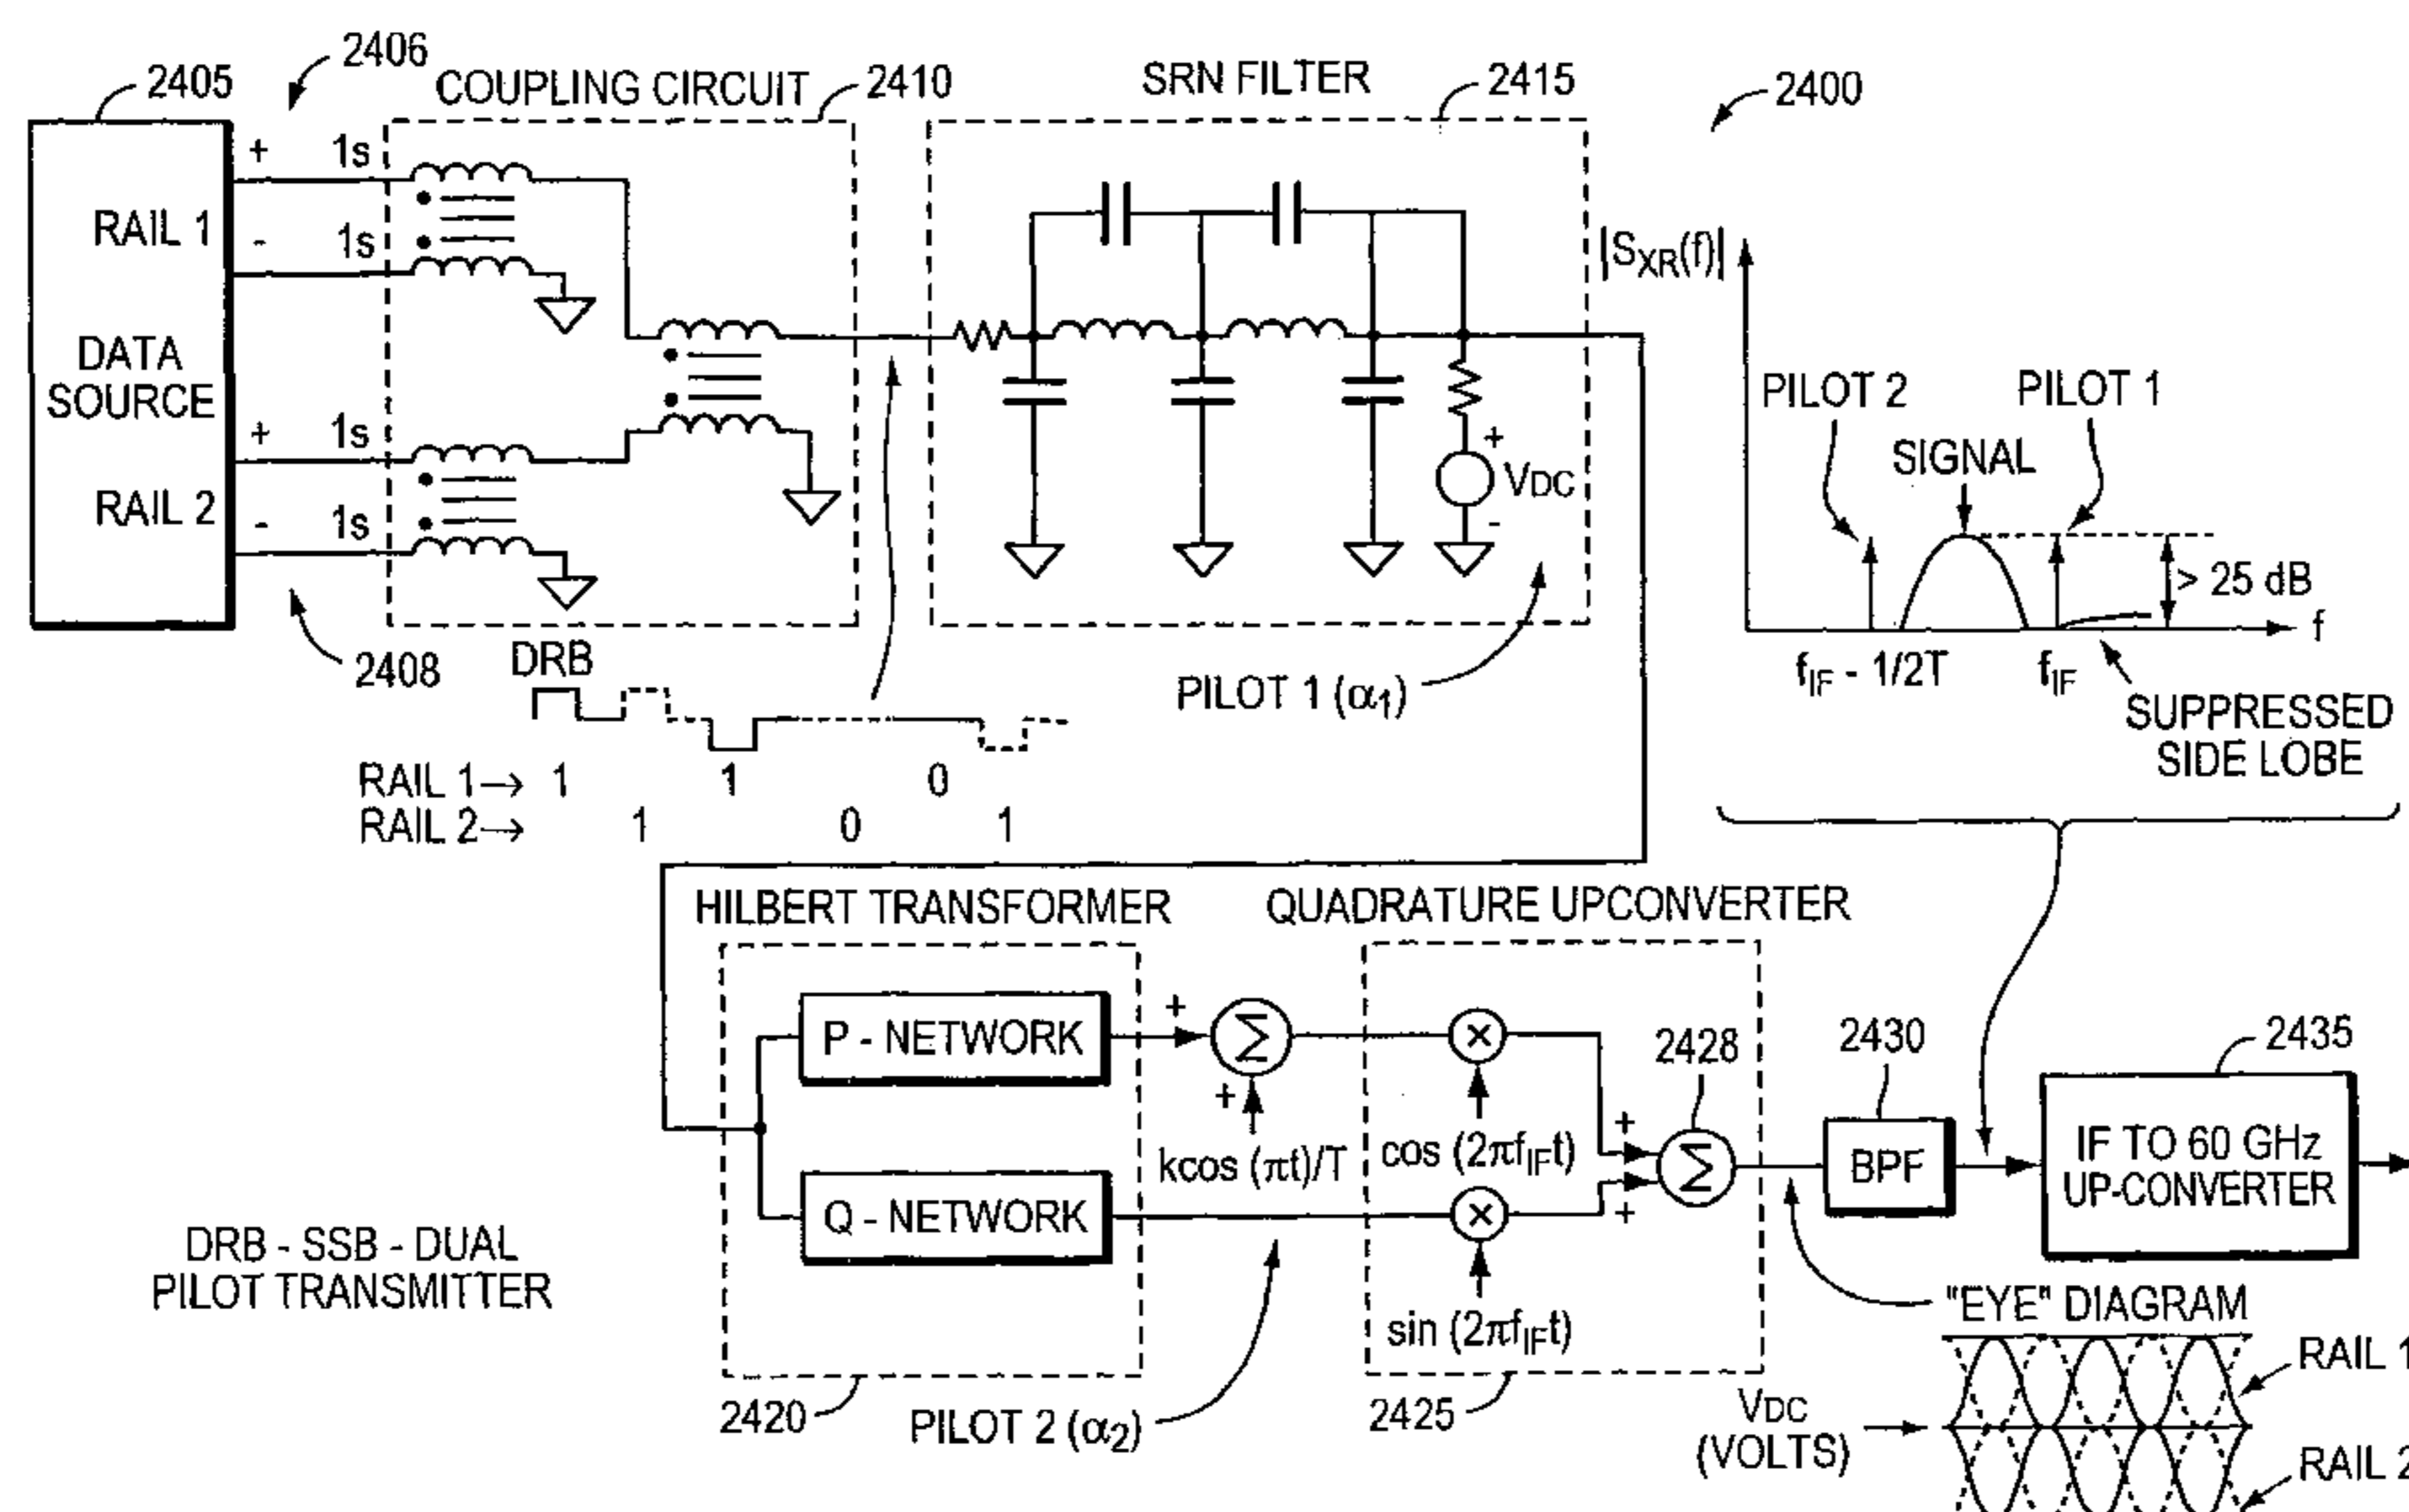 2406
2405
COUPLING CIRCUIT
2410
SRN FILTER
2415
2400
+ 1s
RAIL 1
- 1s
DATA
SOURCE
+ 1s
RAIL 2
- 1s
2408
+
VDC
-
|SXR(f)|
PILOT 2
PILOT 1
SIGNAL
> 25 dB
f
fIF - 1/2T
fIF
SUPPRESSED
SIDE LOBE
DRB
PILOT 1 (α1)
RAIL 1→ 1 1 0
RAIL 2→ 1 0 1
HILBERT TRANSFORMER
QUADRATURE UPCONVERTER
P - NETWORK
+
Σ
+
kcos (πt)/T
×
cos (2πfIFt)
2428
+
Σ
+
2430
BPF
2435
IF TO 60 GHz
UP-CONVERTER
Q - NETWORK
×
sin (2πfIFt)
DRB - SSB - DUAL
PILOT TRANSMITTER
2420
PILOT 2 (α2)
2425
"EYE" DIAGRAM
RAIL 1
VDC
(VOLTS)
RAIL 2